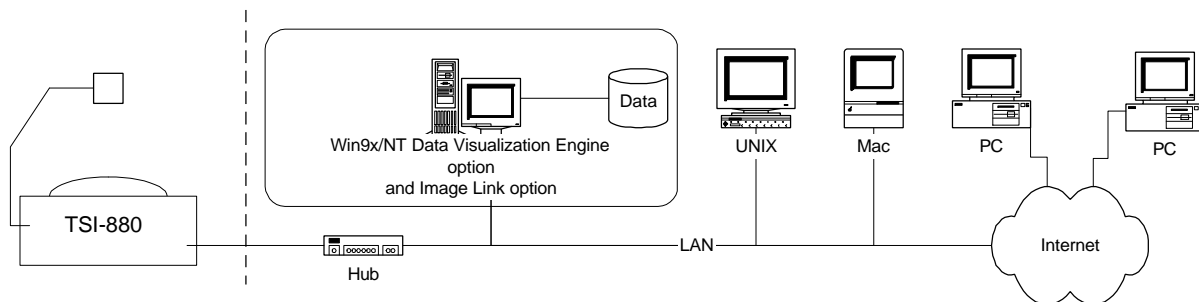 Data
Win9x/NT Data Visualization Engine
option
and Image Link option
UNIX
Mac
PC
PC
TSI-880
LAN
Internet
Hub